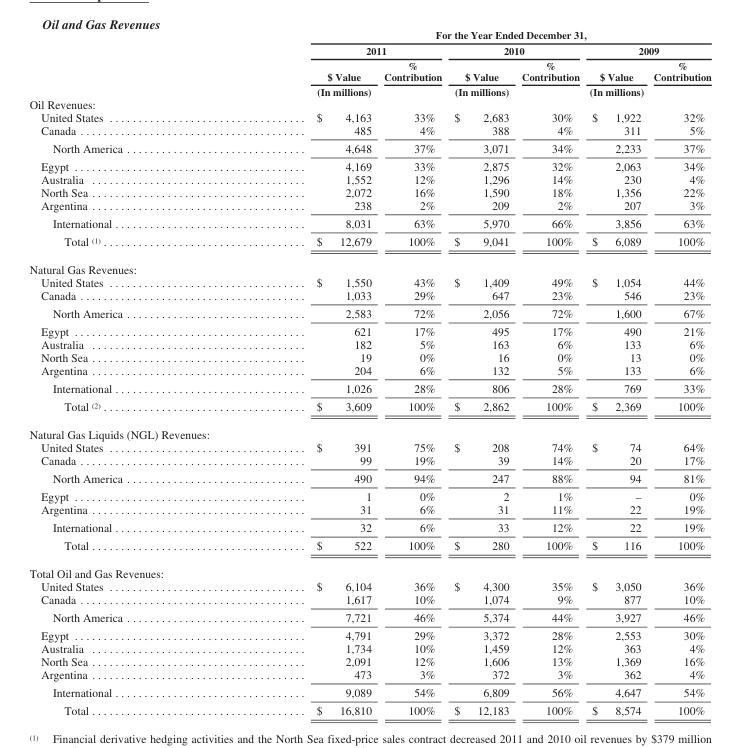 Oil and Gas Revenues
For the Year Ended December 31,
2011 2010 2009
$ Value % Contribution $ Value % Contribution $ Value % Contribution
(In millions) (In millions) (In millions)
Oil Revenues:
United States $ 4,163 33% $ 2,683 30% $ 1,922 32%
Canada 485 4% 388 4% 311 5%
North America 4,648 37% 3,071 34% 2,233 37%
Egypt 4,169 33% 2,875 32% 2,063 34%
Australia 1,552 12% 1,296 14% 230 4%
North Sea 2,072 16% 1,590 18% 1,356 22%
Argentina 238 2% 209 2% 207 3%
International 8,031 63% 5,970 66% 3,856 63%
Total (1) $ 12,679 100% $ 9,041 100% $ 6,089 100%
Natural Gas Revenues:
United States $ 1,550 43% $ 1,409 49% $ 1,054 44%
Canada 1,033 29% 647 23% 546 23%
North America 2,583 72% 2,056 72% 1,600 67%
Egypt 621 17% 495 17% 490 21%
Australia 182 5% 163 6% 133 6%
North Sea 19 0% 16 0% 13 0%
Argentina 204 6% 132 5% 133 6%
International 1,026 28% 806 28% 769 33%
Total (2) $ 3,609 100% $ 2,862 100% $ 2,369 100%
Natural Gas Liquids (NGL) Revenues:
United States $ 391 75% $ 208 74% $ 74 64%
Canada 99 19% 39 14% 20 17%
North America 490 94% 247 88% 94 81%
Egypt 1 0% 2 1% – 0%
Argentina 31 6% 31 11% 22 19%
International 32 6% 33 12% 22 19%
Total $ 522 100% $ 280 100% $ 116 100%
Total Oil and Gas Revenues:
United States $ 6,104 36% $ 4,300 35% $ 3,050 36%
Canada 1,617 10% 1,074 9% 877 10%
North America 7,721 46% 5,374 44% 3,927 46%
Egypt 4,791 29% 3,372 28% 2,553 30%
Australia 1,734 10% 1,459 12% 363 4%
North Sea 2,091 12% 1,606 13% 1,369 16%
Argentina 473 3% 372 3% 362 4%
International 9,089 54% 6,809 56% 4,647 54%
Total $ 16,810 100% $ 12,183 100% $ 8,574 100%
(1) Financial derivative hedging activities and the North Sea fixed-price sales contract decreased 2011 and 2010 oil revenues by $379 million